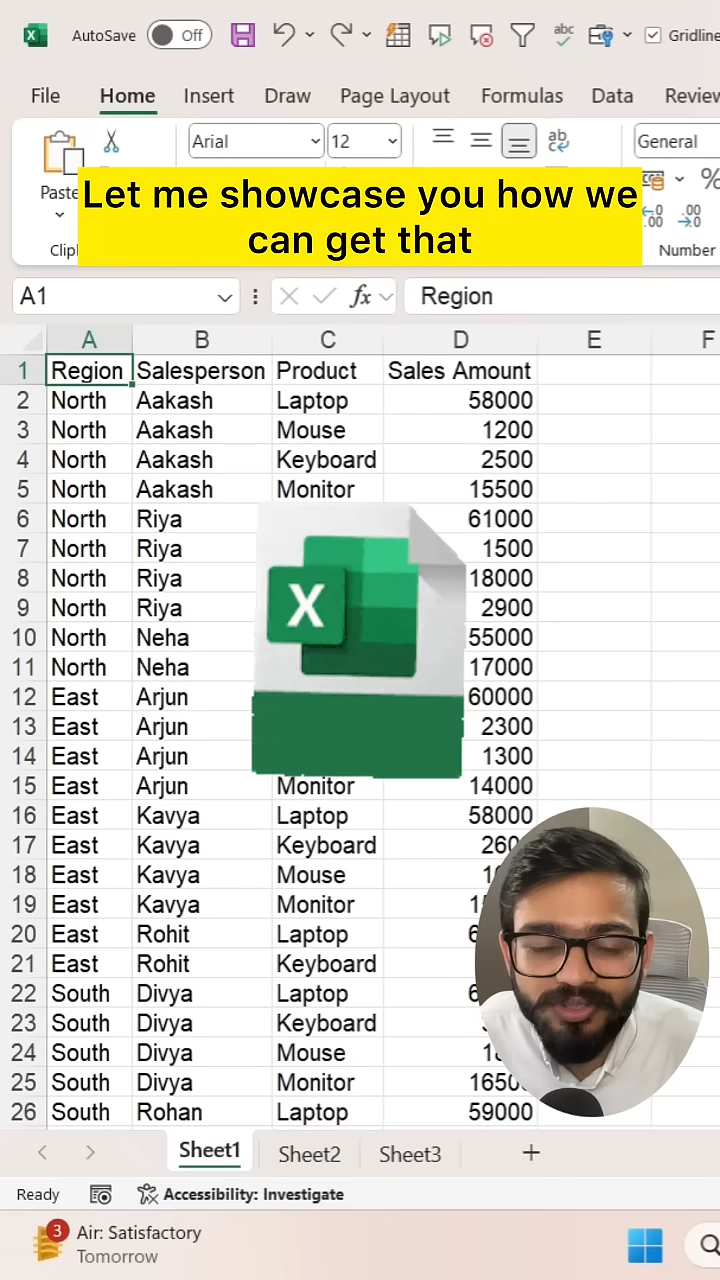 AutoSave Off abc Gridline
File Home Insert Draw Page Layout Formulas Data Review
Arial 12 ab General
Paste
Let me showcase you how we
can get that
%
.00 .00
Number
A1 fx Region
A B C D E F
1 Region Salesperson Product Sales Amount
2 North Aakash Laptop 58000
3 North Aakash Mouse 1200
4 North Aakash Keyboard 2500
5 North Aakash Monitor 15500
6 North Riya 61000
7 North Riya 1500
8 North Riya 18000
9 North Riya 2900
10 North Neha 55000
11 North Neha 17000
X
12 East Arjun 60000
13 East Arjun 2300
14 East Arjun 1300
15 East Arjun Monitor 14000
16 East Kavya Laptop 58000
17 East Kavya Keyboard
18 East Kavya Mouse
19 East Kavya Monitor
20 East Rohit Laptop
21 East Rohit Keyboard
22 South Divya Laptop
23 South Divya Keyboard
24 South Divya Mouse
25 South Divya Monitor
26 South Rohan Laptop 59000
Sheet1 Sheet2 Sheet3 +
Ready Accessibility: Investigate
3 Air: Satisfactory
Tomorrow